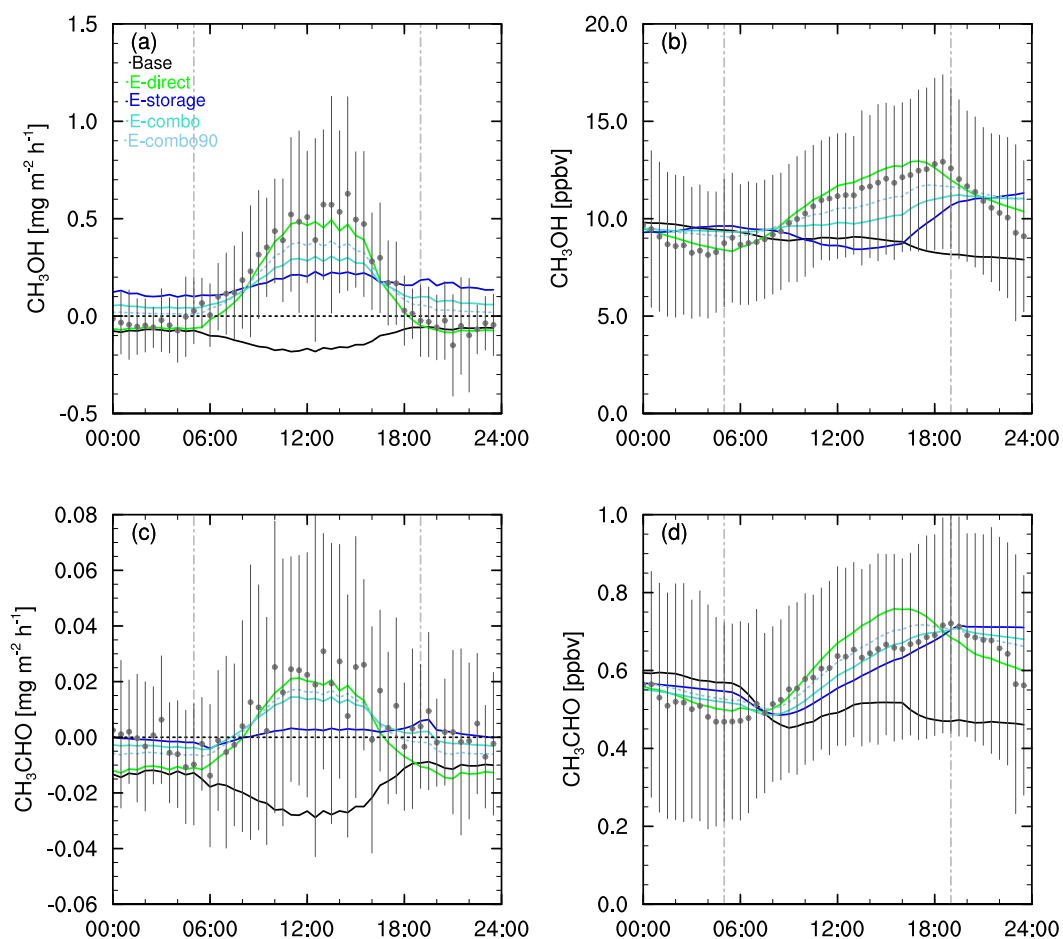 (a)
Base
E-direct
E-storage
E-combo
E-combo90
CH₃OH [mg m⁻² h⁻¹]
1.5
1.0
0.5
0.0
-0.5
00:00 06:00 12:00 18:00 24:00
(b)
CH₃OH [ppbv]
20.0
15.0
10.0
5.0
0.0
00:00 06:00 12:00 18:00 24:00
(c)
CH₃CHO [mg m⁻² h⁻¹]
0.08
0.06
0.04
0.02
0.00
-0.02
-0.04
-0.06
00:00 06:00 12:00 18:00 24:00
(d)
CH₃CHO [ppbv]
1.0
0.8
0.6
0.4
0.2
0.0
00:00 06:00 12:00 18:00 24:00